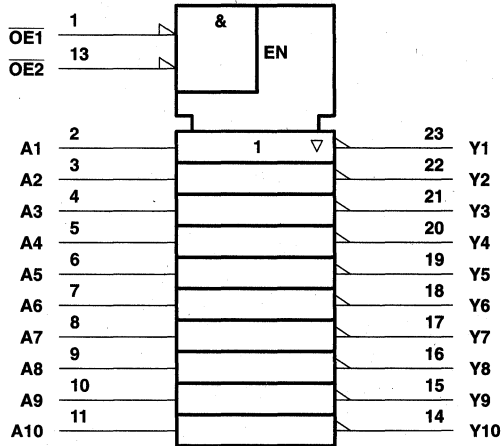 & 
O̅E̅1̅ 1
EN
O̅E̅2̅ 13
A1 2 1 ▽ 23 Y1
A2 3 22 Y2
A3 4 21 Y3
A4 5 20 Y4
A5 6 19 Y5
A6 7 18 Y6
A7 8 17 Y7
A8 9 16 Y8
A9 10 15 Y9
A10 11 14 Y10